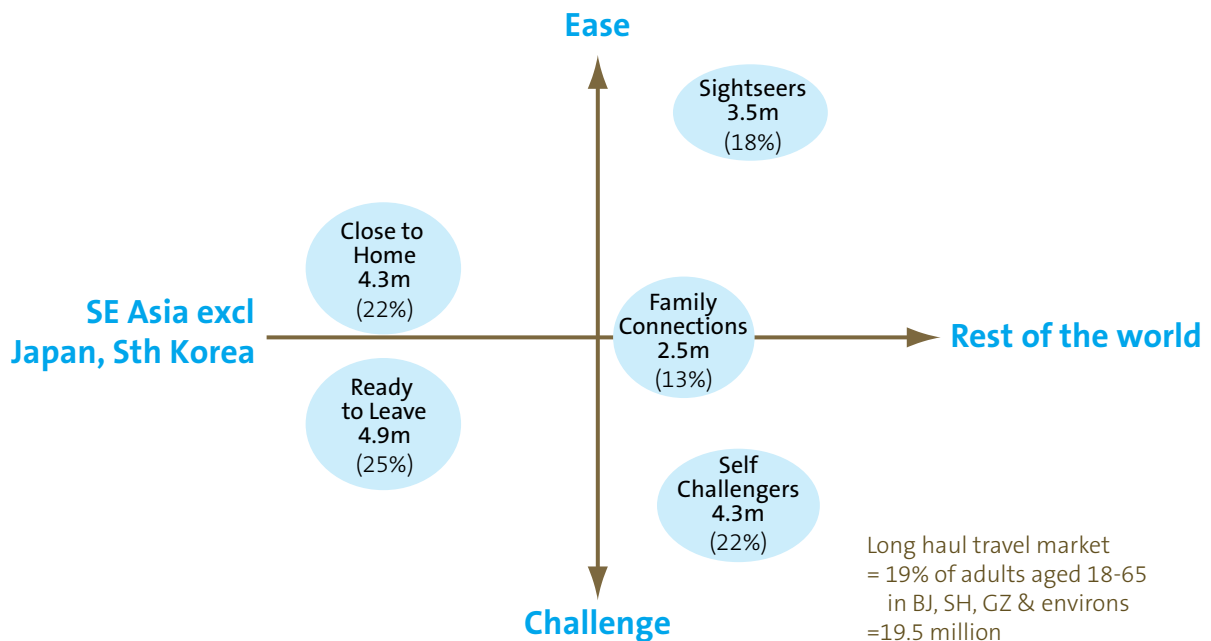 Ease
Sightseers
3.5m
(18%)
Close to
Home
4.3m
(22%)
SE Asia excl
Japan, Sth Korea
Family
Connections
2.5m
(13%)
Rest of the world
Ready
to Leave
4.9m
(25%)
Self
Challengers
4.3m
(22%)
Long haul travel market
= 19% of adults aged 18-65
in BJ, SH, GZ & environs
=19.5 million
Challenge